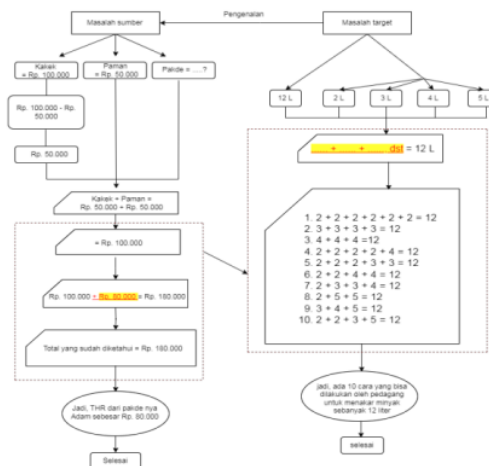 Masalah sumber
Pengenalan
Masalah target
Kakek
= Rp. 100.000
Paman
= Rp. 50.000
Pakde = .....?
Rp. 100.000 - Rp.
50.000
Rp. 50.000
Kakek + Paman =
Rp. 50.000 + Rp. 50.000
= Rp. 100.000
Rp. 100.000 + Rp. 80.000 = Rp. 180.000
Total yang sudah diketahui = Rp. 180.000
Jadi, THR dari pakde nya
Adam sebesar Rp. 80.000
Selesai
12 L
2 L
3 L
4 L
5 L
___ + ___ + ___ dst = 12 L
1. 2 + 2 + 2 + 2 + 2 + 2 = 12
2. 3 + 3 + 3 + 3 = 12
3. 4 + 4 + 4 =12
4. 2 + 2 + 2 + 2 + 4 = 12
5. 2 + 2 + 2 + 3 + 3 = 12
6. 2 + 2 + 4 + 4 = 12
7. 2 + 3 + 3 + 4 = 12
8. 2 + 5 + 5 = 12
9. 3 + 4 + 5 = 12
10. 2 + 2 + 3 + 5 = 12
jadi, ada 10 cara yang bisa
dilakukan oleh pedagang
untuk menakar minyak
sebanyak 12 liter
selesai